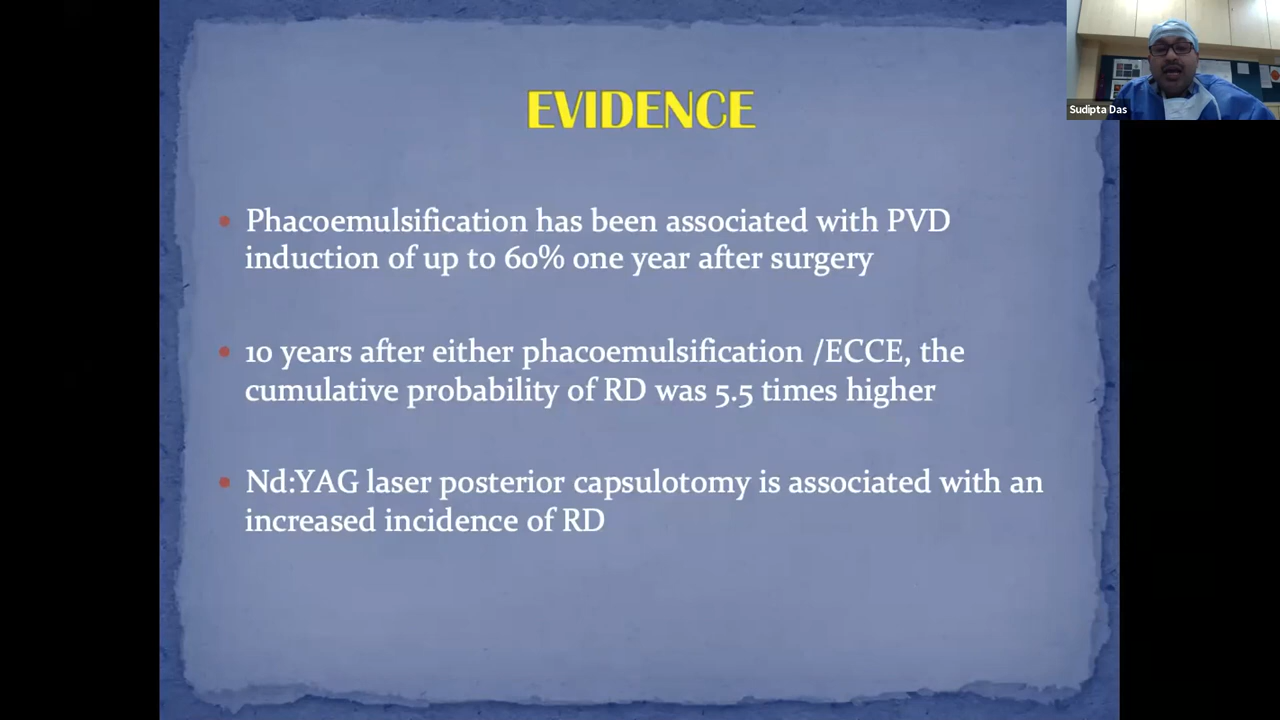 EVIDENCE
Sudipta Das
• Phacoemulsification has been associated with PVD
induction of up to 60% one year after surgery
• 10 years after either phacoemulsification /ECCE, the
cumulative probability of RD was 5.5 times higher
• Nd:YAG laser posterior capsulotomy is associated with an
increased incidence of RD